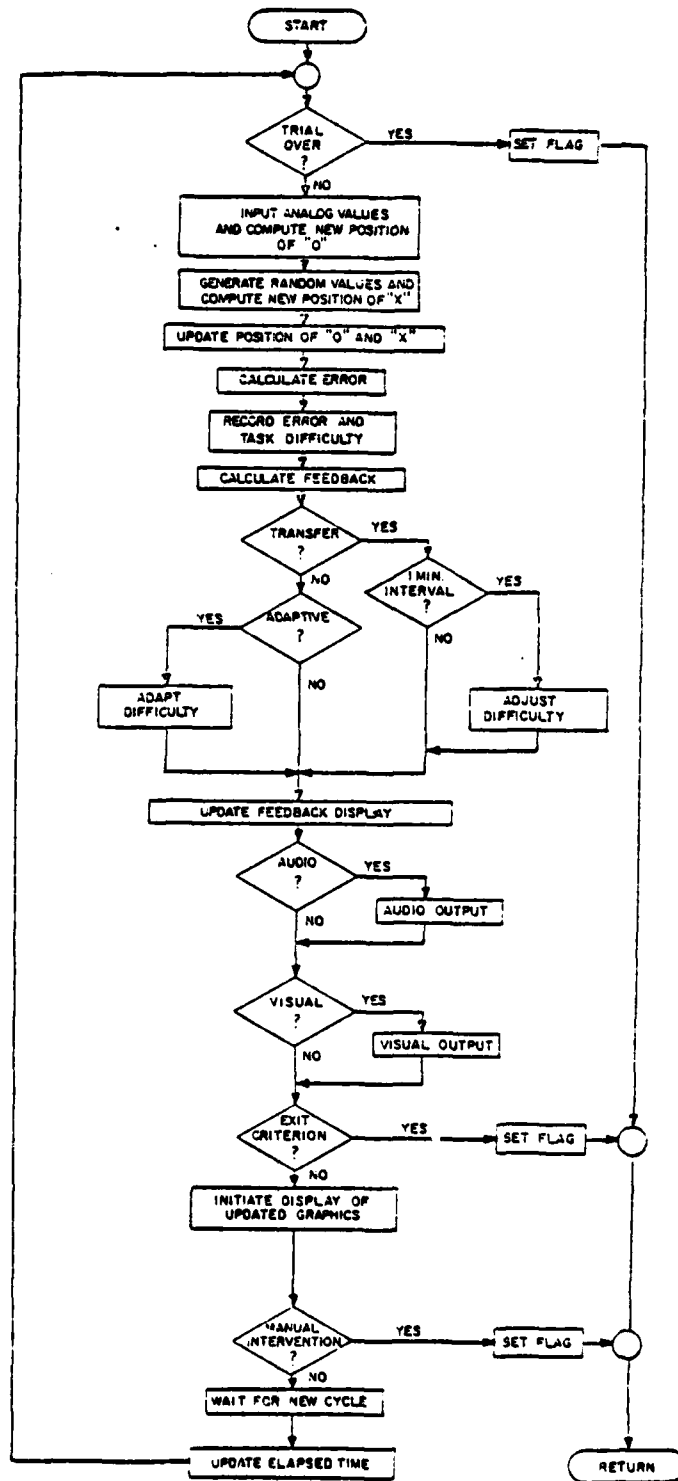 START
TRIAL
OVER
?
YES
SET FLAG
NO
INPUT ANALOG VALUES
AND COMPUTE NEW POSITION
OF "O"
GENERATE RANDOM VALUES AND
COMPUTE NEW POSITION OF "X"
UPDATE POSITION OF "O" AND "X"
CALCULATE ERROR
RECORD ERROR AND
TASK DIFFICULTY
CALCULATE FEEDBACK
TRANSFER
?
YES
NO
1 MIN.
INTERVAL
?
YES
NO
ADAPTIVE
?
YES
NO
ADAPT
DIFFICULTY
ADJUST
DIFFICULTY
UPDATE FEEDBACK DISPLAY
AUDIO
?
YES
AUDIO OUTPUT
NO
VISUAL
?
YES
VISUAL OUTPUT
NO
EXIT
CRITERION
?
YES
SET FLAG
NO
INITIATE DISPLAY OF
UPDATED GRAPHICS
MANUAL
INTERVENTION
?
YES
SET FLAG
NO
WAIT FOR NEW CYCLE
UPDATE ELAPSED TIME
RETURN